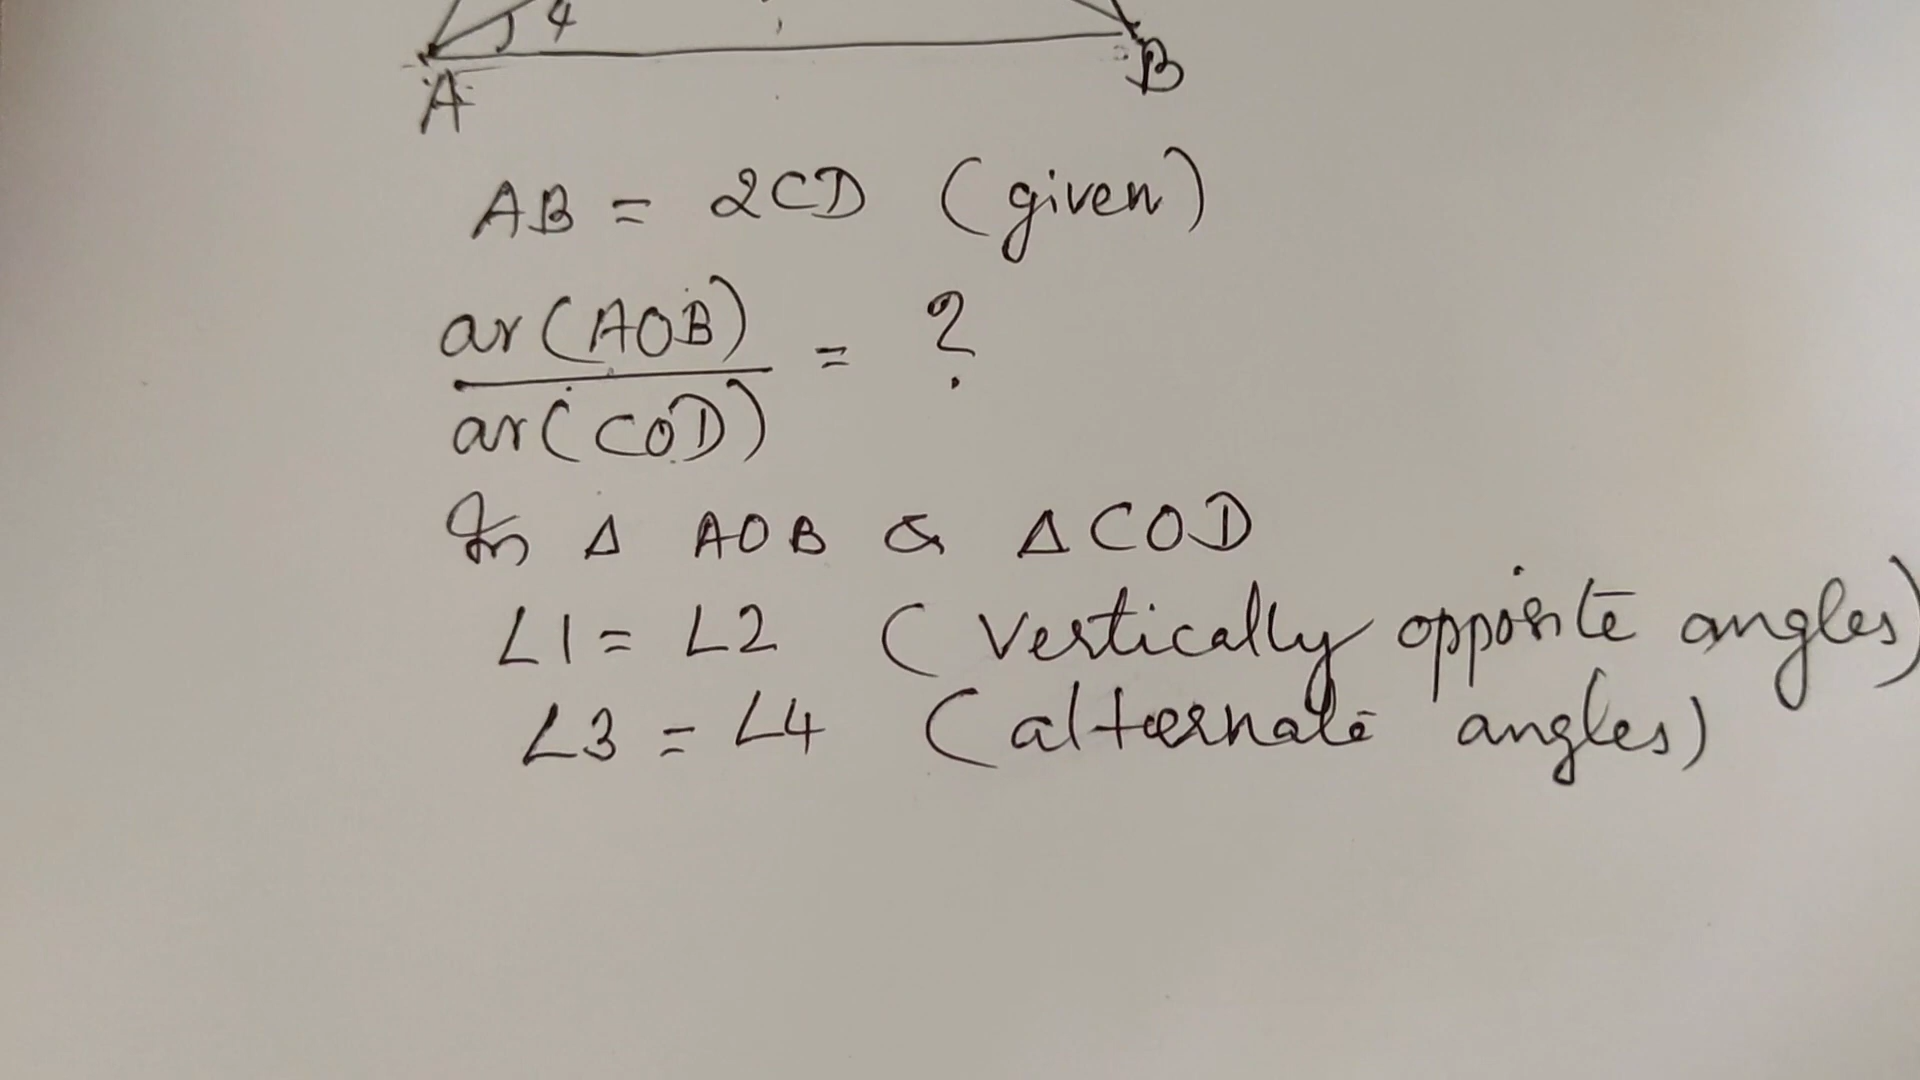 4
A B
AB = 2CD (given)
ar(AOB) = ?
ar(COD)
In Δ AOB & Δ COD
∠1 = ∠2 (vertically opposite angles)
∠3 = ∠4 (alternate angles)